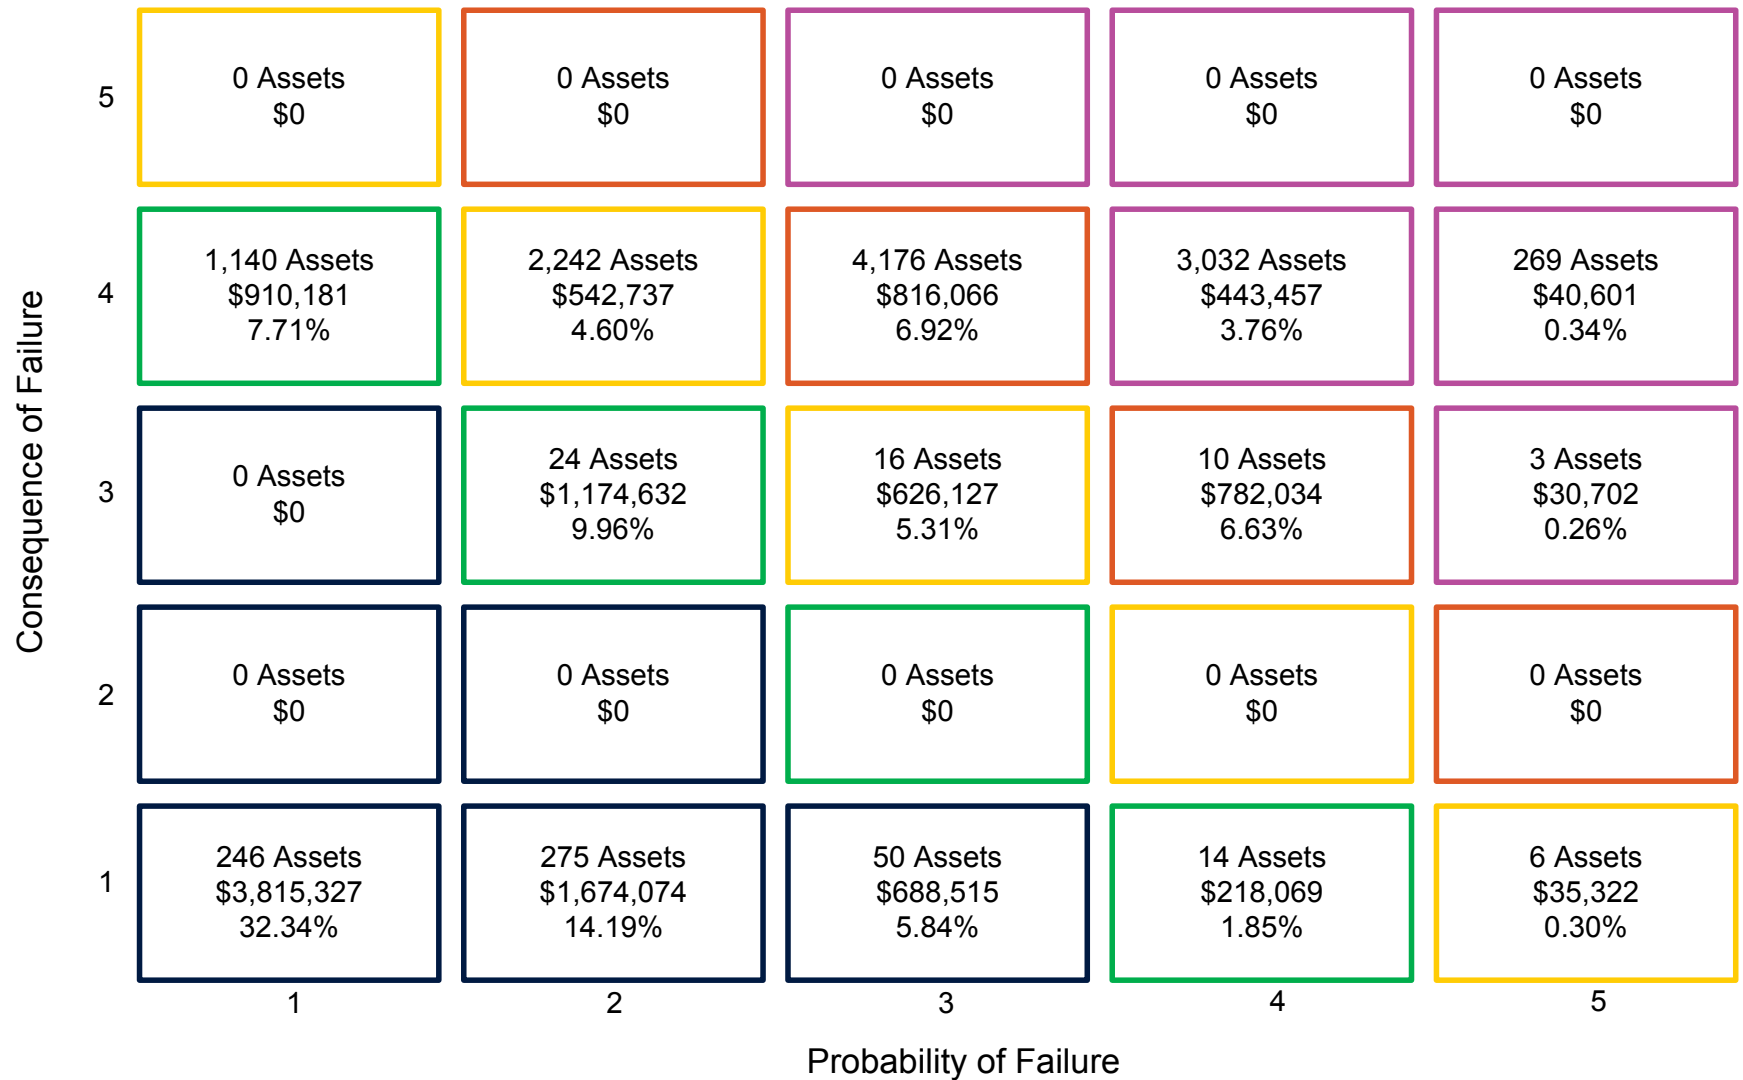 5
0 Assets
$0
0 Assets
$0
0 Assets
$0
0 Assets
$0
0 Assets
$0
Consequence of Failure
4
1,140 Assets
$910,181
7.71%
2,242 Assets
$542,737
4.60%
4,176 Assets
$816,066
6.92%
3,032 Assets
$443,457
3.76%
269 Assets
$40,601
0.34%
3
0 Assets
$0
24 Assets
$1,174,632
9.96%
16 Assets
$626,127
5.31%
10 Assets
$782,034
6.63%
3 Assets
$30,702
0.26%
2
0 Assets
$0
0 Assets
$0
0 Assets
$0
0 Assets
$0
0 Assets
$0
1
246 Assets
$3,815,327
32.34%
275 Assets
$1,674,074
14.19%
50 Assets
$688,515
5.84%
14 Assets
$218,069
1.85%
6 Assets
$35,322
0.30%
1
2
3
4
5
Probability of Failure